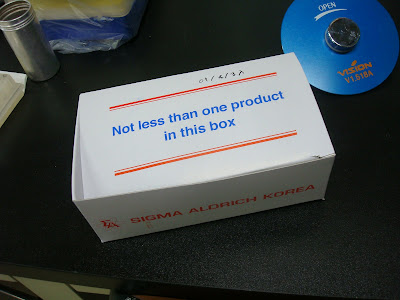 OPEN
VISION
V1.518A
Not less than one product
in this box
SIGMA ALDRICH KOREA